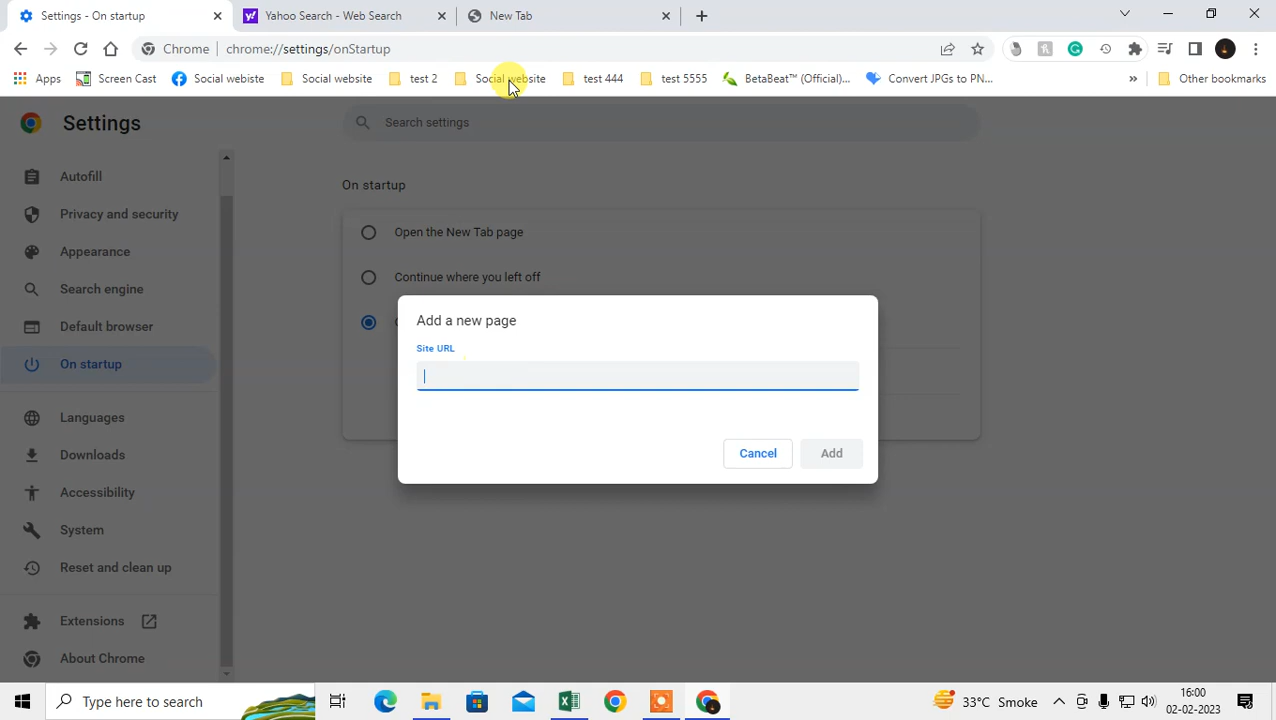 Settings - On startup
Yahoo Search - Web Search
New Tab
Chrome
chrome://settings/onStartup
Apps
Screen Cast
Social webiste
Social website
test 2
Social website
test 444
test 5555
BetaBeat™ (Official)...
Convert JPGs to PN...
»
Other bookmarks
Settings
Search settings
Autofill
Privacy and security
Appearance
Search engine
Default browser
On startup
Languages
Downloads
Accessibility
System
Reset and clean up
Extensions
About Chrome
On startup
Open the New Tab page
Continue where you left off
Add a new page
Site URL
Cancel
Add
Type here to search
33°C Smoke
16:00
02-02-2023